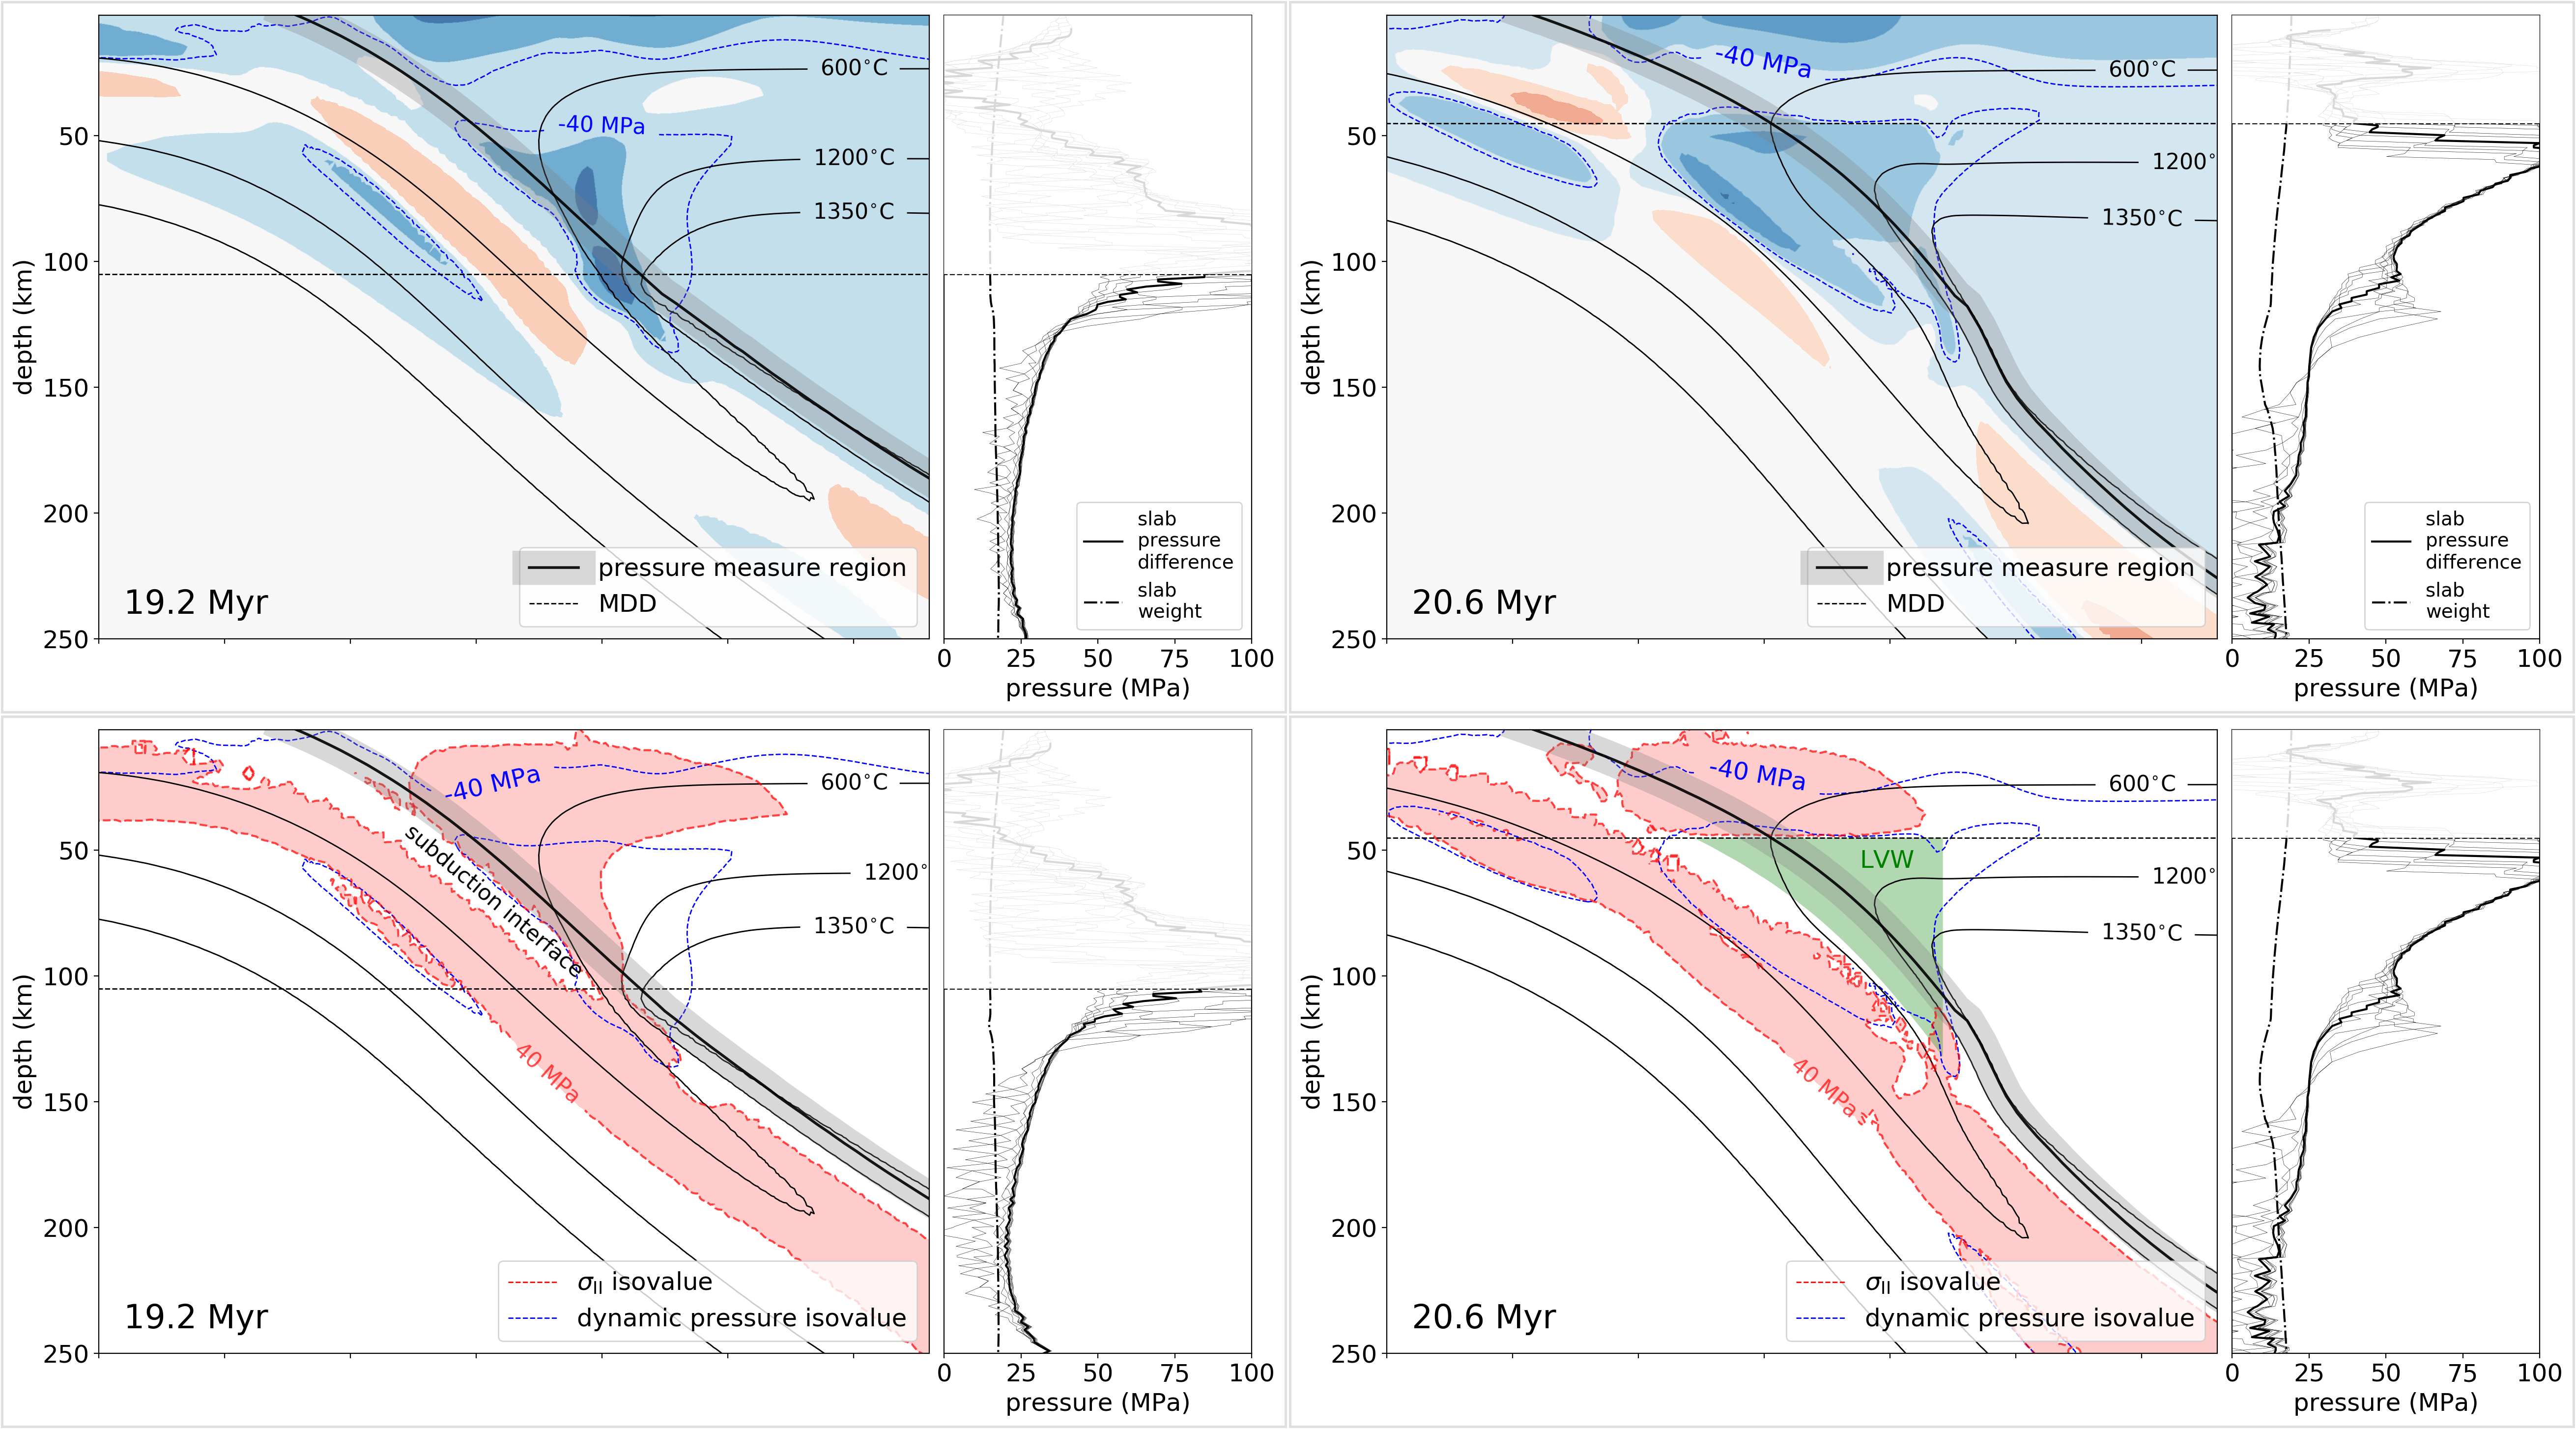 -40 MPa
600°C
-40 MPa
1200°C
1350°C
depth (km)
50
100
150
200
250
pressure measure region
MDD
19.2 Myr
slab
pressure
difference
slab
weight
0 25 50 75 100
pressure (MPa)
-40 MPa
600°C
1200°
1350°C
depth (km)
50
100
150
200
250
pressure measure region
MDD
20.6 Myr
slab
pressure
difference
slab
weight
0 25 50 75 100
pressure (MPa)
-40 MPa
600°C
subduction interface
1200°
1350°C
40 MPa
depth (km)
50
100
150
200
250
σII isovalue
dynamic pressure isovalue
19.2 Myr
0 25 50 75 100
pressure (MPa)
-40 MPa
600°C
LVW
1200°
1350°C
40 MPa
depth (km)
50
100
150
200
250
σII isovalue
dynamic pressure isovalue
20.6 Myr
0 25 50 75 100
pressure (MPa)